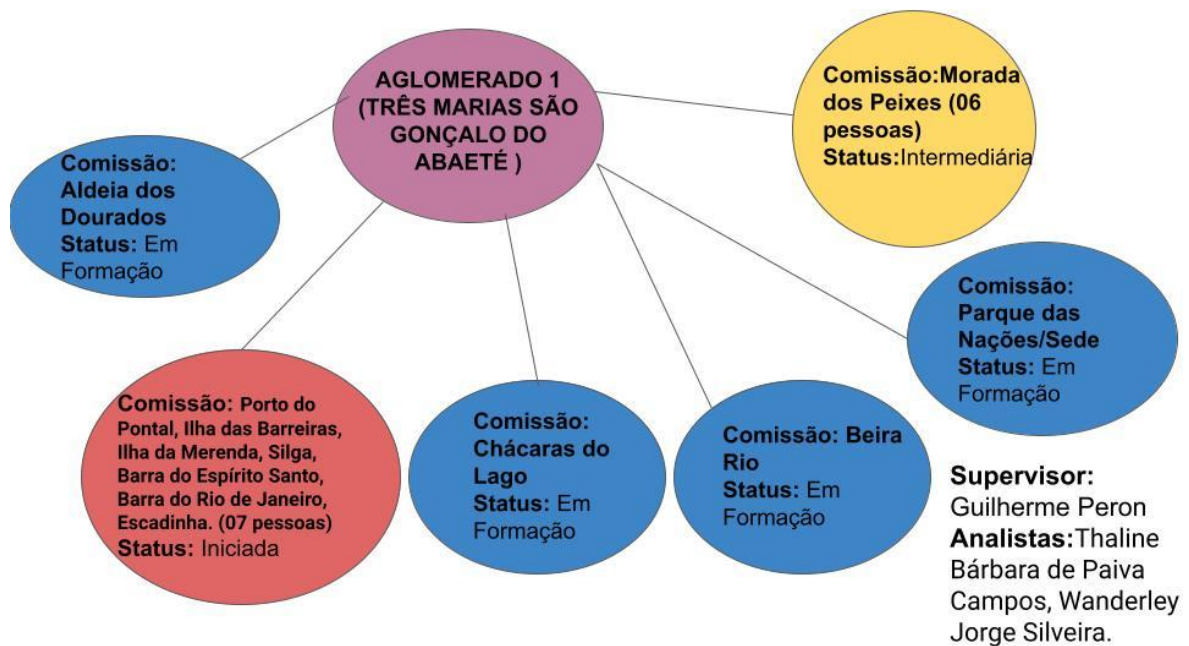 AGLOMERADO 1
(TRÊS MARIAS SÃO
GONÇALO DO
ABAETÉ )
Comissão:Morada
dos Peixes (06
pessoas)
Status:Intermediária
Comissão:
Aldeia dos
Dourados
Status: Em
Formação
Comissão:
Parque das
Nações/Sede
Status: Em
Formação
Comissão: Porto do
Pontal, Ilha das Barreiras,
Ilha da Merenda, Silga,
Barra do Espírito Santo,
Barra do Rio de Janeiro,
Escadinha. (07 pessoas)
Status: Iniciada
Comissão:
Chácaras do
Lago
Status: Em
Formação
Comissão: Beira
Rio
Status: Em
Formação
Supervisor:
Guilherme Peron
Analistas:Thaline
Bárbara de Paiva
Campos, Wanderley
Jorge Silveira.